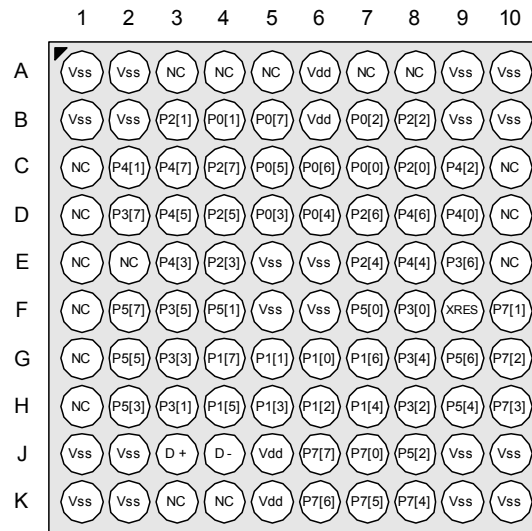 1 2 3 4 5 6 7 8 9 10
A Vss Vss NC NC NC Vdd NC NC Vss Vss
B Vss Vss P2[1] P0[1] P0[7] Vdd P0[2] P2[2] Vss Vss
C NC P4[1] P4[7] P2[7] P0[5] P0[6] P0[0] P2[0] P4[2] NC
D NC P3[7] P4[5] P2[5] P0[3] P0[4] P2[6] P4[6] P4[0] NC
E NC NC P4[3] P2[3] Vss Vss P2[4] P4[4] P3[6] NC
F NC P5[7] P3[5] P5[1] Vss Vss P5[0] P3[0] XRES P7[1]
G NC P5[5] P3[3] P1[7] P1[1] P1[0] P1[6] P3[4] P5[6] P7[2]
H NC P5[3] P3[1] P1[5] P1[3] P1[2] P1[4] P3[2] P5[4] P7[3]
J Vss Vss D + D - Vdd P7[7] P7[0] P5[2] Vss Vss
K Vss Vss NC NC Vdd P7[6] P7[5] P7[4] Vss Vss